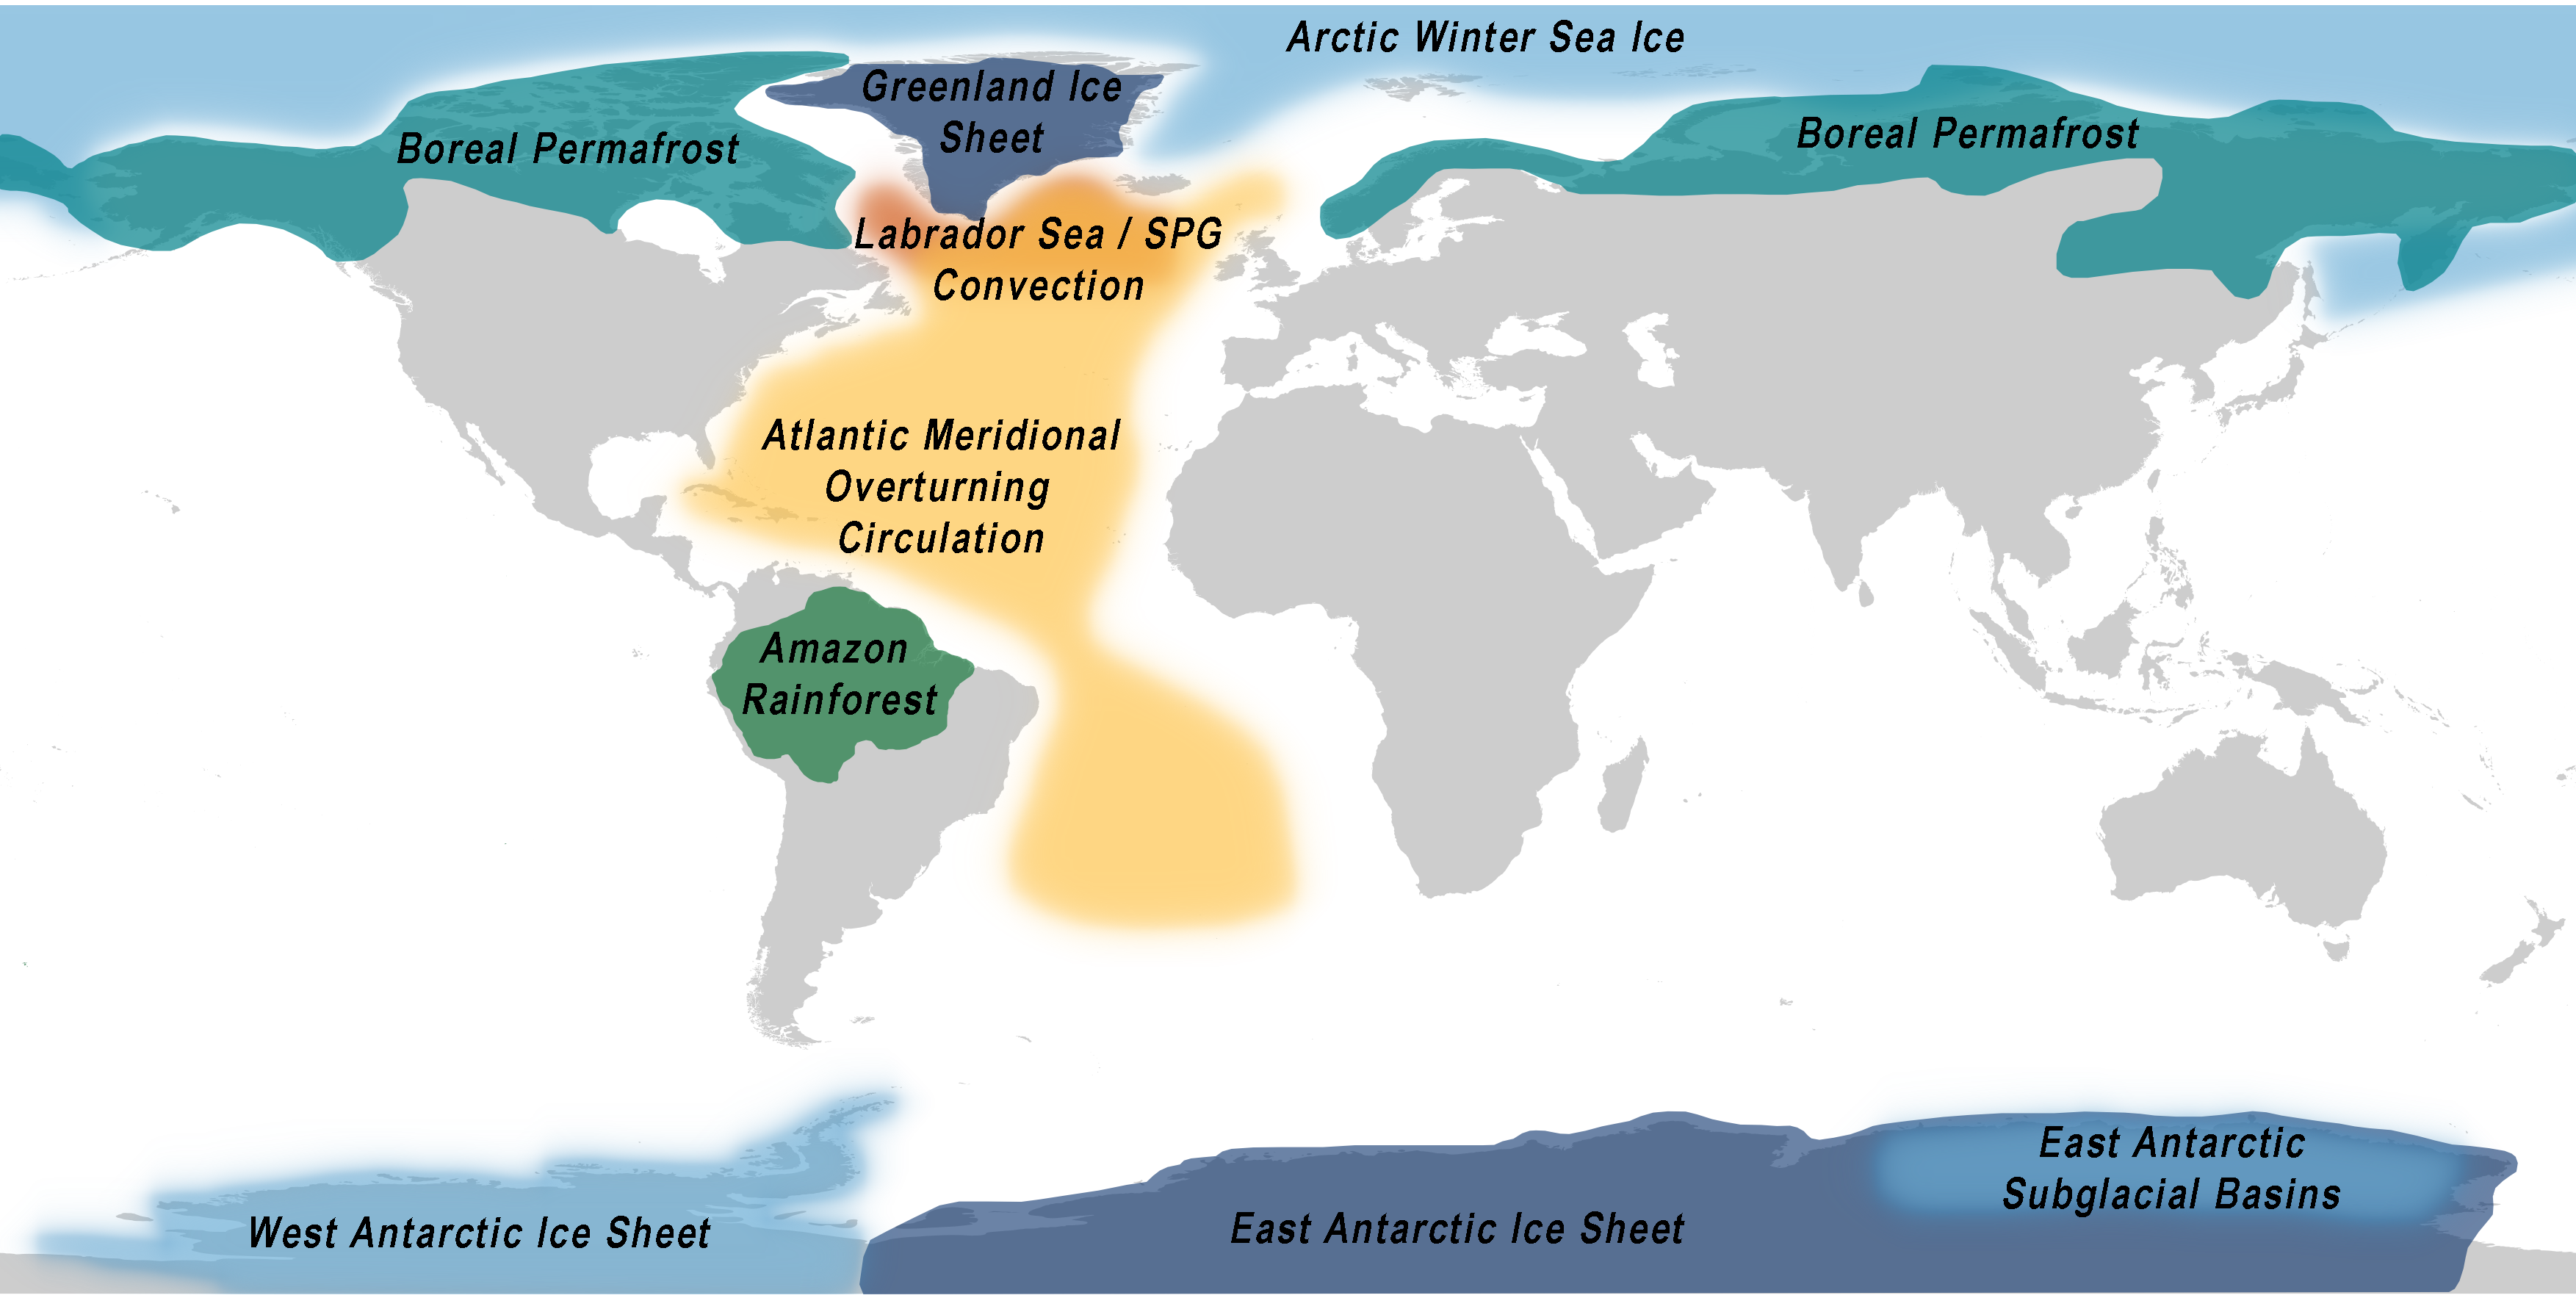 Arctic Winter Sea Ice
Greenland Ice
Sheet
Boreal Permafrost
Boreal Permafrost
Labrador Sea / SPG
Convection
Atlantic Meridional
Overturning
Circulation
Amazon
Rainforest
East Antarctic
Subglacial Basins
West Antarctic Ice Sheet
East Antarctic Ice Sheet